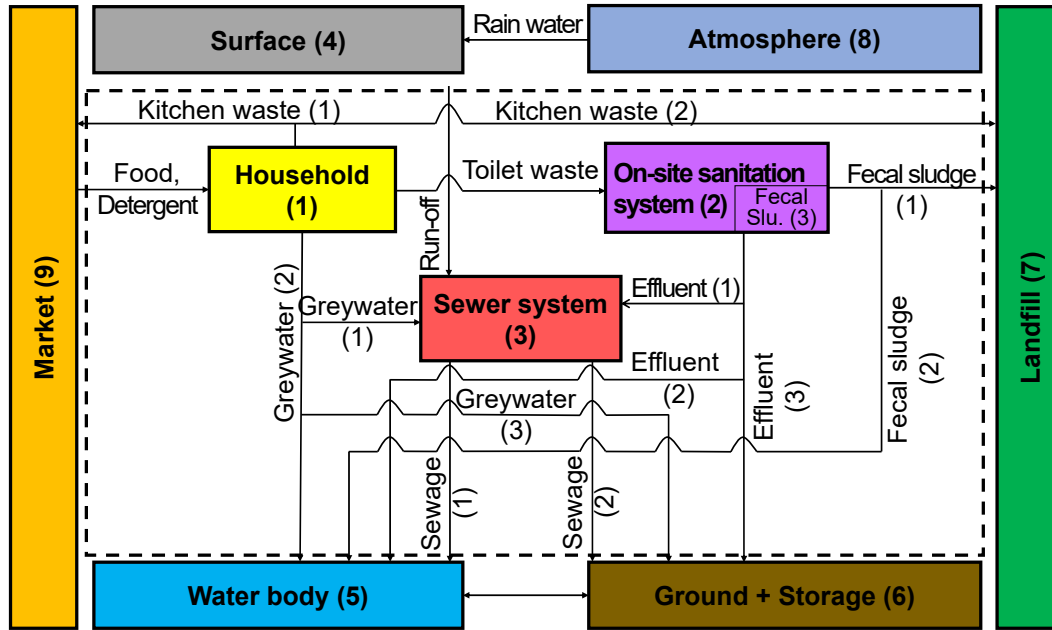 Surface (4)
Rain water
Atmosphere (8)
Kitchen waste (1)
Kitchen waste (2)
Food,
Detergent
Household
(1)
Toilet waste
On-site sanitation
system (2)
Fecal
Slu. (3)
Fecal sludge
(1)
Run-off
Market (9)
Landfill (7)
Greywater (2)
Greywater
(1)
Sewer system
(3)
Effluent (1)
Effluent
(2)
Effluent
(3)
Fecal sludge
(2)
Greywater
(3)
Sewage
(1)
Sewage
(2)
Water body (5)
Ground + Storage (6)